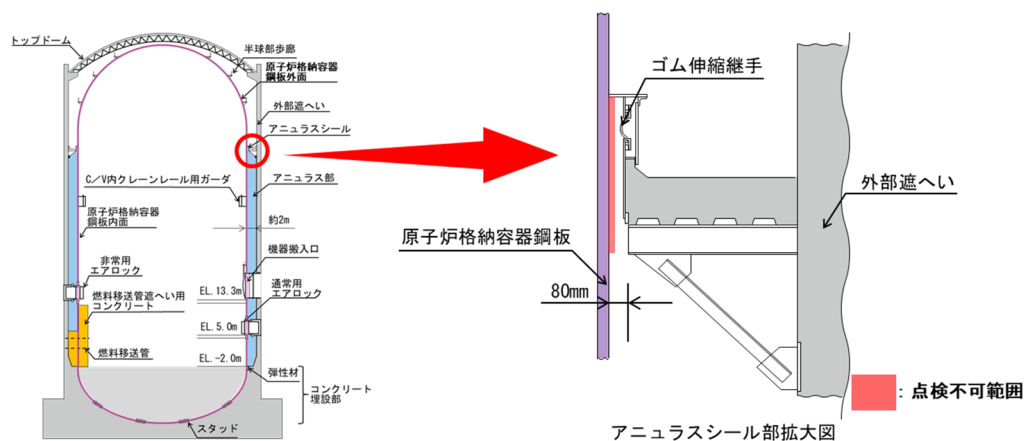 トップドーム
半球部歩廊
原子炉格納容器
鋼板外面
外部遮へい
アニュラスシール
C/V内クレーンレール用ガーダ
アニュラス部
原子炉格納容器
鋼板内面
約2m
機器搬入口
非常用
エアロック
通常用
エアロック
燃料移送管遮へい用
コンクリート
EL.13.3m
EL.5.0m
燃料移送管
EL.-2.0m
弾性材
コンクリート
埋設部
スタッド
ゴム伸縮継手
外部遮へい
原子炉格納容器鋼板
80mm
:点検不可範囲
アニュラスシール部拡大図